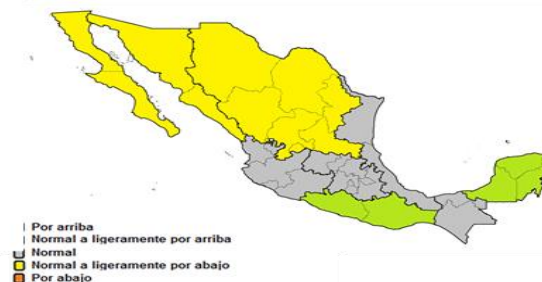 Por arriba
Normal a ligeramente por arriba
Normal
Normal a ligeramente por abajo
Por abajo